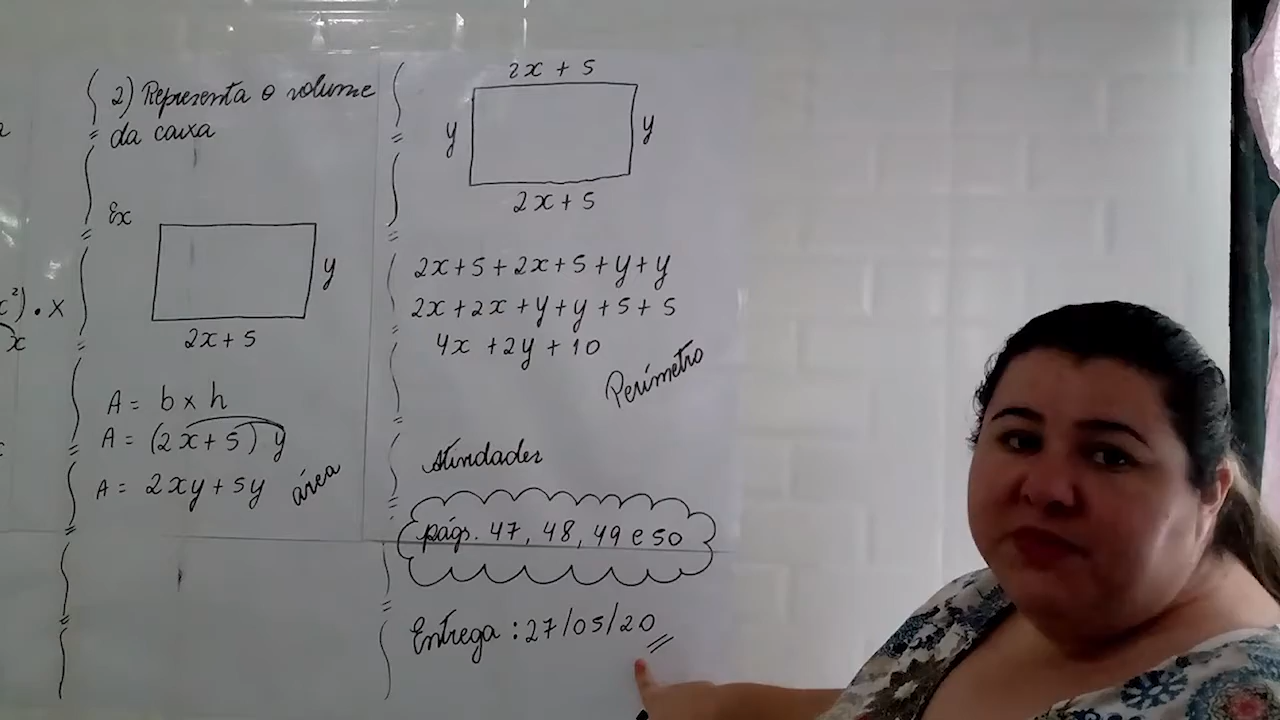 2) Representa o volume
da caixa
Ex
y
2x + 5
A = b x h
A = (2x + 5) y
A = 2xy + 5y
área
²) . x
x
2x + 5
y
y
2x + 5
2x + 5 + 2x + 5 + y + y
2x + 2x + y + y + 5 + 5
4x + 2y + 10
Perímetro
Atividades
págs. 47, 48, 49 e 50
Entrega : 27/05/20